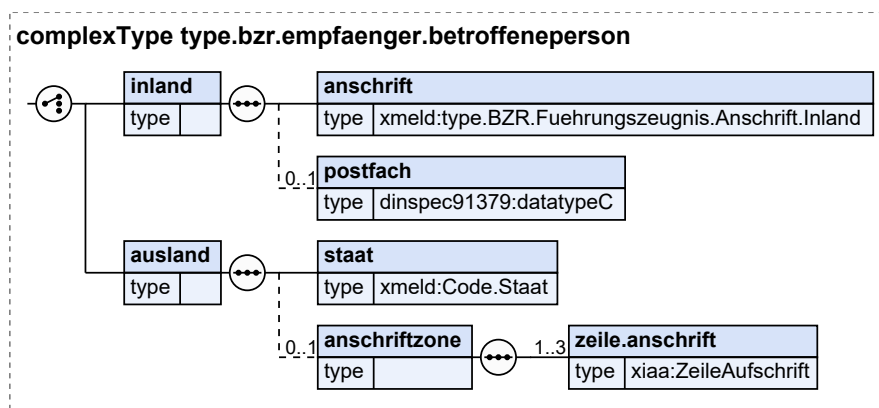 complexType type.bzr.empfaenger.betroffeneperson
inland
type
anschrift
type xmeld:type.BZR.Fuehrungszeugnis.Anschrift.Inland
0..1
postfach
type dinspec91379:datatypeC
ausland
type
staat
type xmeld:Code.Staat
0..1
anschriftzone
type
1..3
zeile.anschrift
type xiaa:ZeileAufschrift